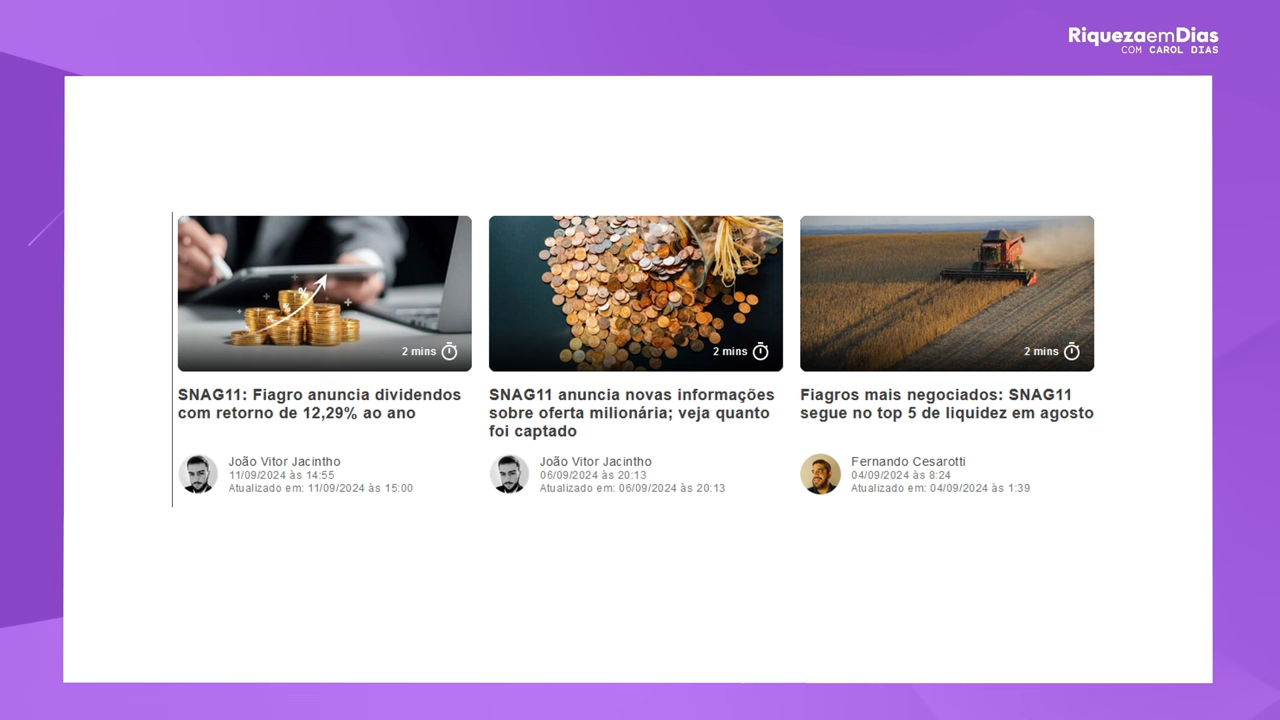 RiquezaemDias
COM CAROL DIAS
2 mins
2 mins
2 mins
SNAG11: Fiagro anuncia dividendos
com retorno de 12,29% ao ano
João Vitor Jacintho
11/09/2024 às 14:55
Atualizado em: 11/09/2024 às 15:00
SNAG11 anuncia novas informações
sobre oferta milionária; veja quanto
foi captado
João Vitor Jacintho
06/09/2024 às 20:13
Atualizado em: 06/09/2024 às 20:13
Fiagros mais negociados: SNAG11
segue no top 5 de liquidez em agosto
Fernando Cesarotti
04/09/2024 às 8:24
Atualizado em: 04/09/2024 às 1:39